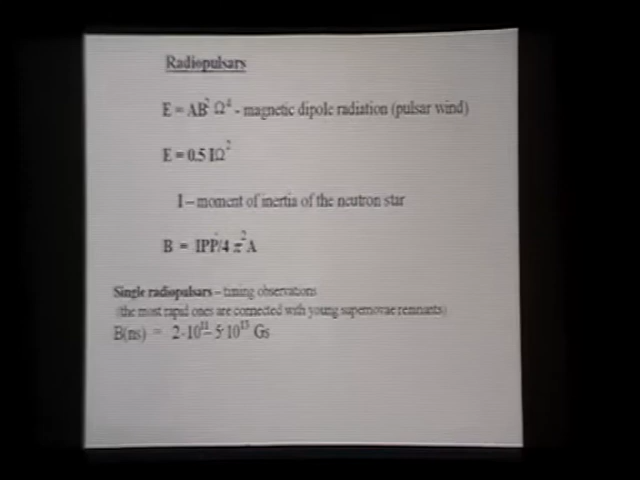 Radiopulsars
E = AB² Ω⁴ - magnetic dipole radiation (pulsar wind)
E = 0.5 IΩ²
I – moment of inertia of the neutron star
B = IPṖ/4 π² A
Single radiopulsars – timing observations
(the most rapid ones are connected with young supernovae remnants)
B(ns) = 2·10¹¹– 5·10¹³ Gs